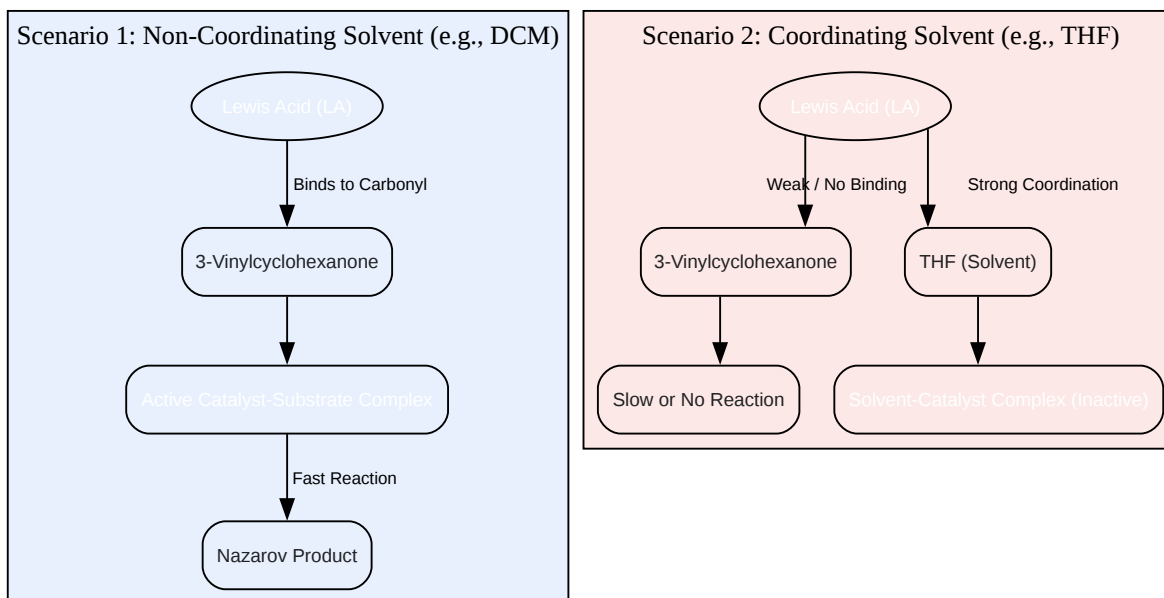 Scenario 1: Non-Coordinating Solvent (e.g., DCM)
Lewis Acid (LA)
Binds to Carbonyl
3-Vinylcyclohexanone
Active Catalyst-Substrate Complex
Fast Reaction
Nazarov Product
Scenario 2: Coordinating Solvent (e.g., THF)
Lewis Acid (LA)
Weak / No Binding
Strong Coordination
3-Vinylcyclohexanone
THF (Solvent)
Slow or No Reaction
Solvent-Catalyst Complex (Inactive)